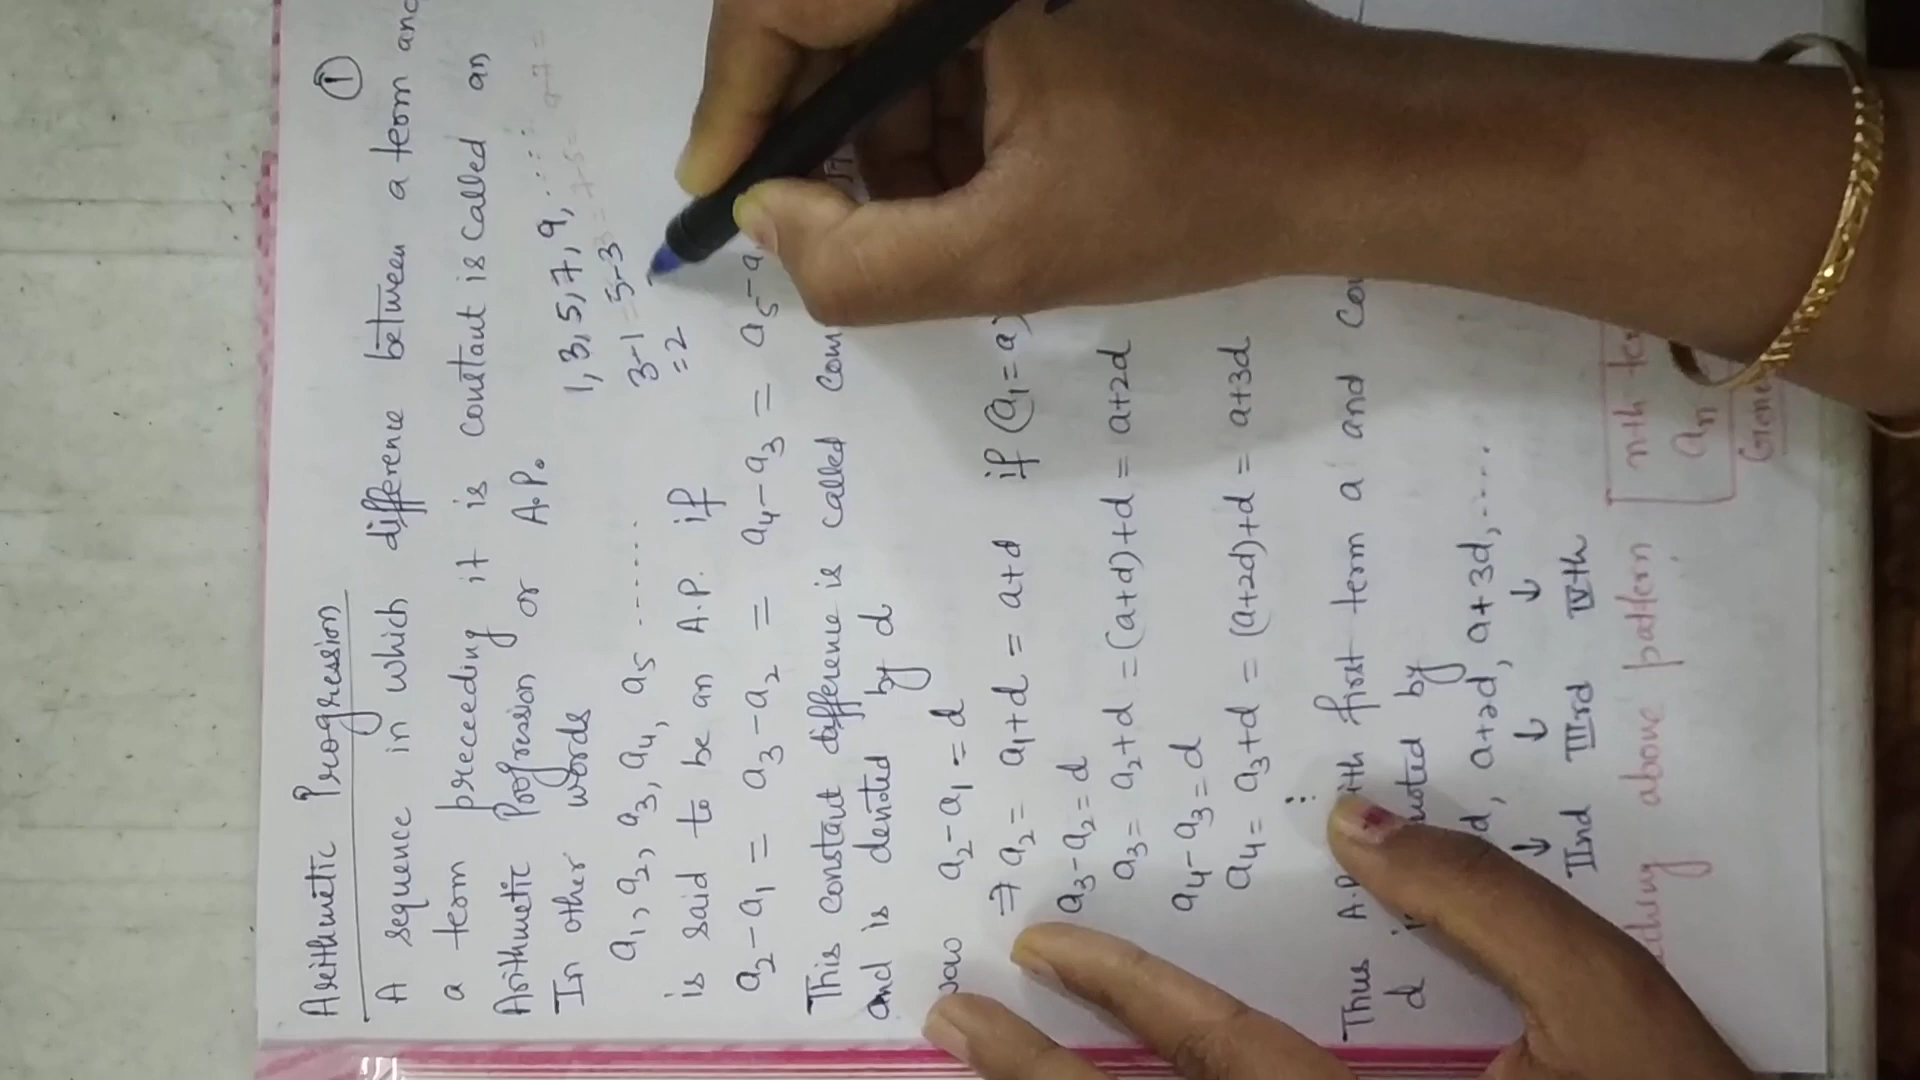 Arithmetic Progression ①
A sequence in which difference between a term and
a term preceeding it is constant is called an
Arithmetic Progression or A.P.
1, 3, 5, 7, 9, ....
In other words
3-1 = 5-3
a₁, a₂, a₃, a₄, a₅ ......
= 2
is said to be an A.P. if
a₂-a₁ = a₃-a₂ = a₄-a₃ = a₅-a
This constant difference is called com
and is denoted by d
Now a₂-a₁ = d
⇒ a₂ = a₁+d = a+d if (a₁ = a)
a₃-a₂ = d
a₃ = a₂+d = (a+d)+d = a+2d
a₄-a₃ = d
a₄ = a₃+d = (a+2d)+d = a+3d
⋮
Thus A.P with first term a and Co
d i noted by
d, a+2d, a+3d, ....
↓ ↓ ↓
IInd IIIrd IVth
above pattern
nth te
aₙ
Gene